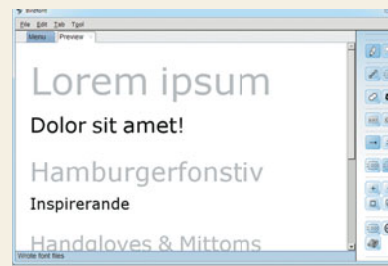 File Edit Tab Tool
Menu Preview
Lorem ipsum
Dolor sit amet!
Hamburgerfonstiv
Inspirerande
Handgloves & Mittoms
Wrote font files